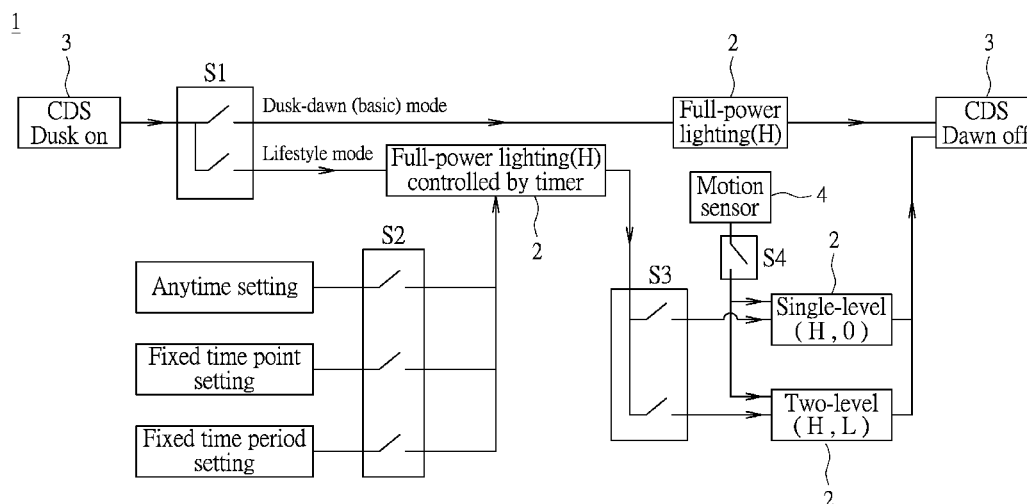 1
3
CDS
Dusk on
S1
Dusk-dawn (basic) mode
Lifestyle mode
2
Full-power
lighting(H)
3
CDS
Dawn off
Full-power lighting(H)
controlled by timer
2
Motion
sensor
4
S4
S2
Anytime setting
Fixed time point
setting
Fixed time period
setting
S3
2
Single-level
(H,0)
Two-level
(H,L)
2